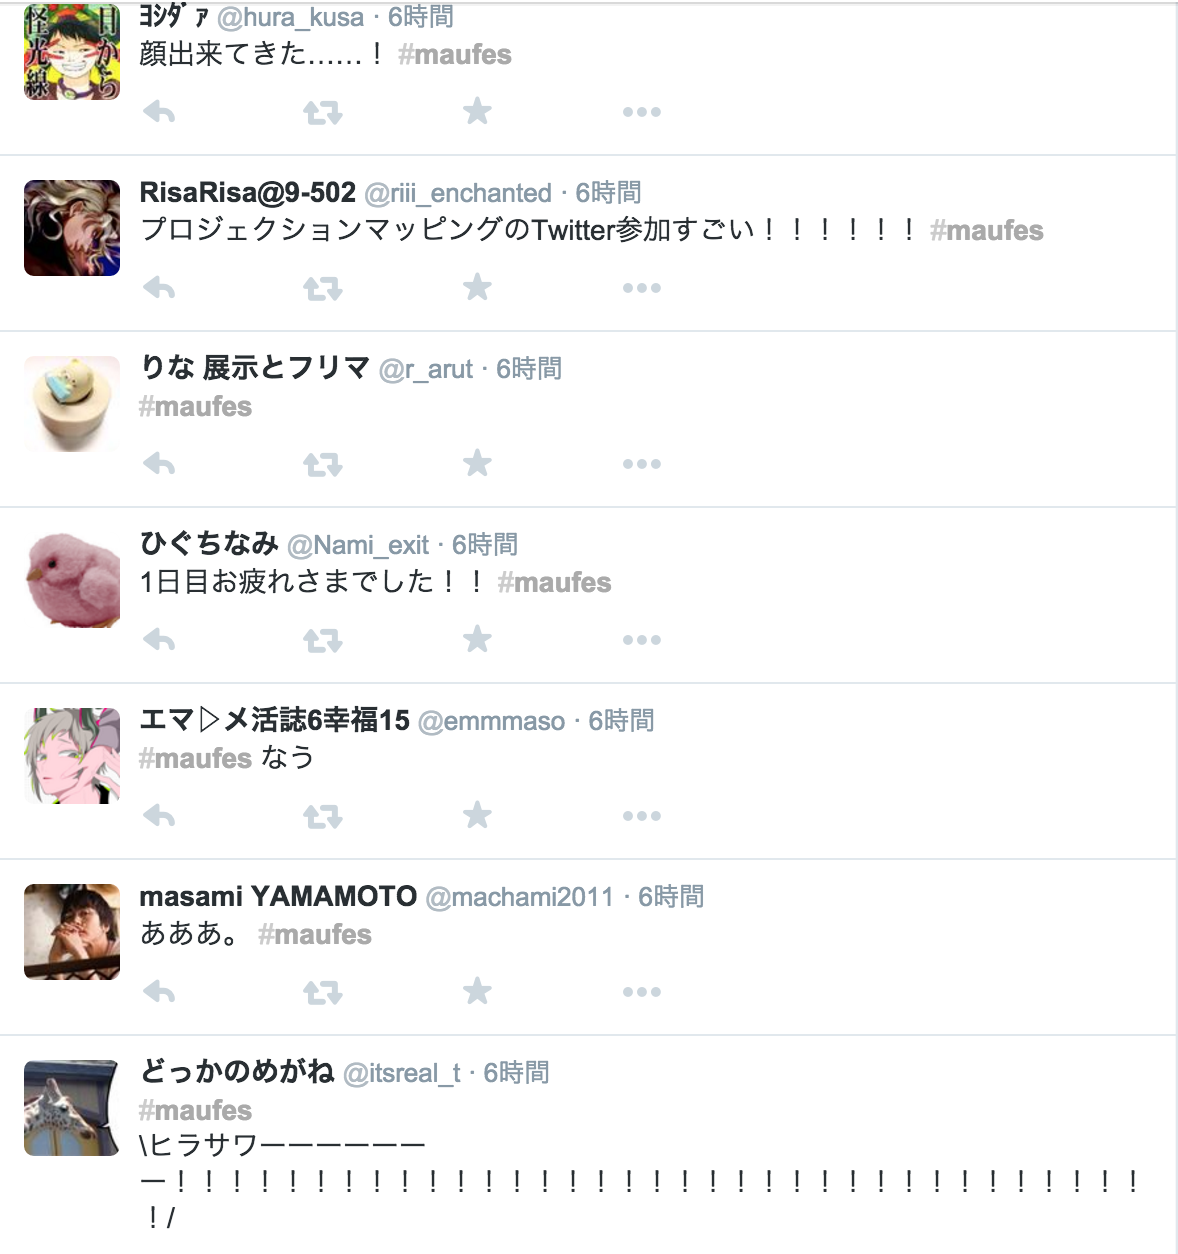 目から
怪光線
ﾖｼﾀﾞｧ @hura_kusa · 6時間
顔出来てきた……！ #maufes
RisaRisa@9-502 @riii_enchanted · 6時間
プロジェクションマッピングのTwitter参加すごい！！！！！！ #maufes
りな 展示とフリマ @r_arut · 6時間
#maufes
ひぐちなみ @Nami_exit · 6時間
1日目お疲れさまでした！！ #maufes
エマ▷メ活誌6幸福15 @emmmaso · 6時間
#maufes なう
masami YAMAMOTO @machami2011 · 6時間
あああ。 #maufes
どっかのめがね @itsreal_t · 6時間
#maufes
\ヒラサワーーーーーー
ー！！！！！！！！！！！！！！！！！！！！！！！！！！！！！！！！！！！
！/